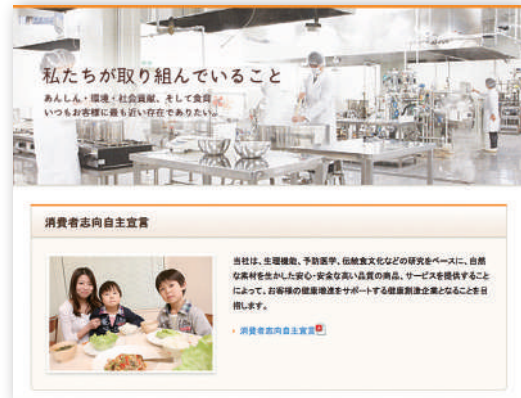 私たちが取り組んでいること
あんしん・環境・社会貢献、そして食育。
いつもお客様に最も近い存在でありたい。
消費者志向自主宣言
当社は、生理機能、予防医学、伝統食文化などの研究をベースに、自然
な素材を生かした安心・安全な高い品質の商品、サービスを提供すること
によって、お客様の健康増進をサポートする健康創造企業となることを目
指します。
消費者志向自主宣言